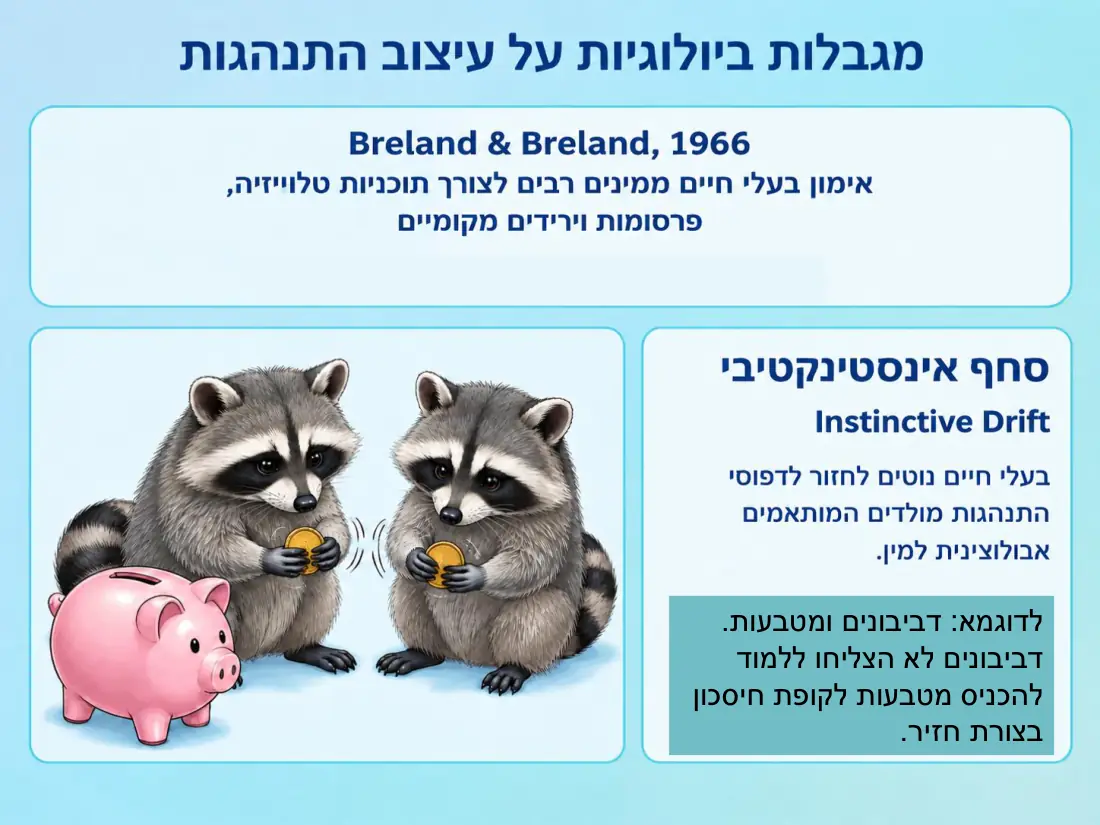 מגבלות ביולוגיות על עיצוב התנהגות
Breland & Breland, 1966
אימון בעלי חיים ממינים רבים לצורך תוכניות טלוויזיה,
פרסומות וירידים מקומיים
סחף אינסטינקטיבי
Instinctive Drift
בעלי חיים נוטים לחזור לדפוסי
התנהגות מולדים המותאמים
אבולוצינית למין.
לדוגמא: דביבונים ומטבעות.
דביבונים לא הצליחו ללמוד
להכניס מטבעות לקופת חיסכון
בצורת חזיר.